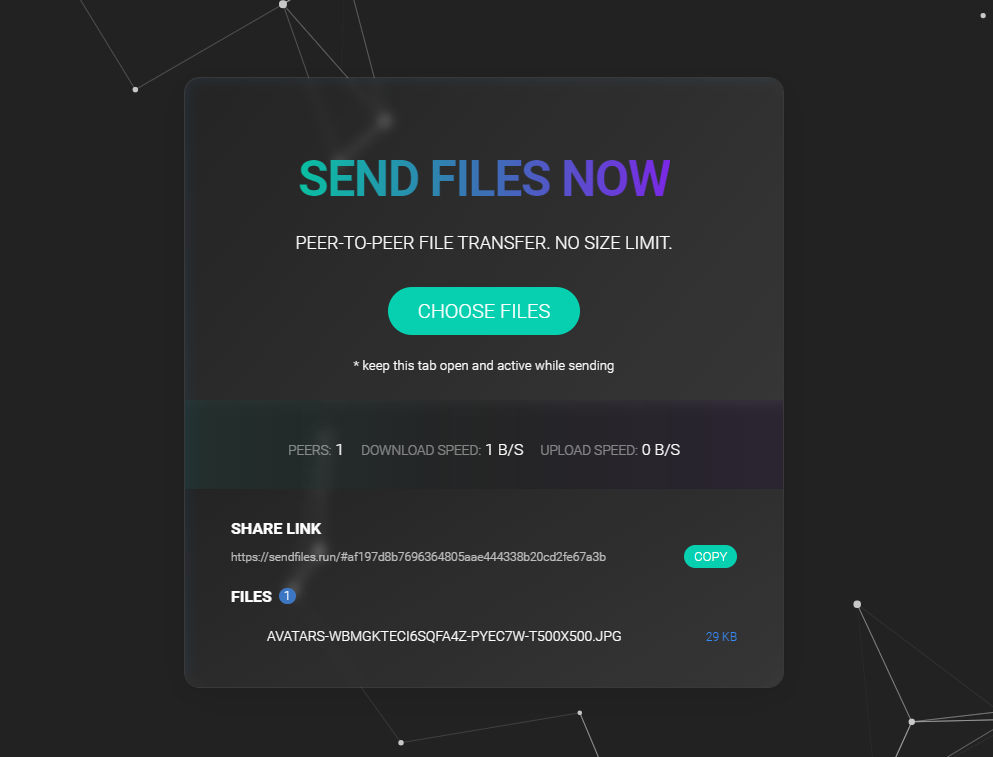 SEND FILES NOW
PEER-TO-PEER FILE TRANSFER. NO SIZE LIMIT.
CHOOSE FILES
* keep this tab open and active while sending
PEERS: 1 DOWNLOAD SPEED: 1 B/S UPLOAD SPEED: 0 B/S
SHARE LINK
https://sendfiles.run/#af197d8b7696364805aae444338b20cd2fe67a3b COPY
FILES 1
AVATARS-WBMGKTECI6SQFA4Z-PYEC7W-T500X500.JPG 29 KB